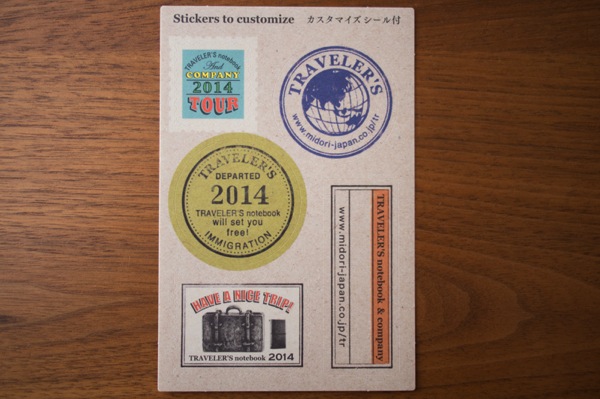 Stickers to customize カスタマイズ シール付
TRAVELER'S notebook
And
COMPANY
2014
TOUR
TRAVELER'S
www.midori-japan.co.jp/tr
TRAVELER'S
DEPARTED
2014
TRAVELER'S notebook
will set you
free!
IMMIGRATION
TRAVELER'S notebook & company
www.midori-japan.co.jp/tr
HAVE A NICE TRIP!
TRAVELER'S notebook 2014